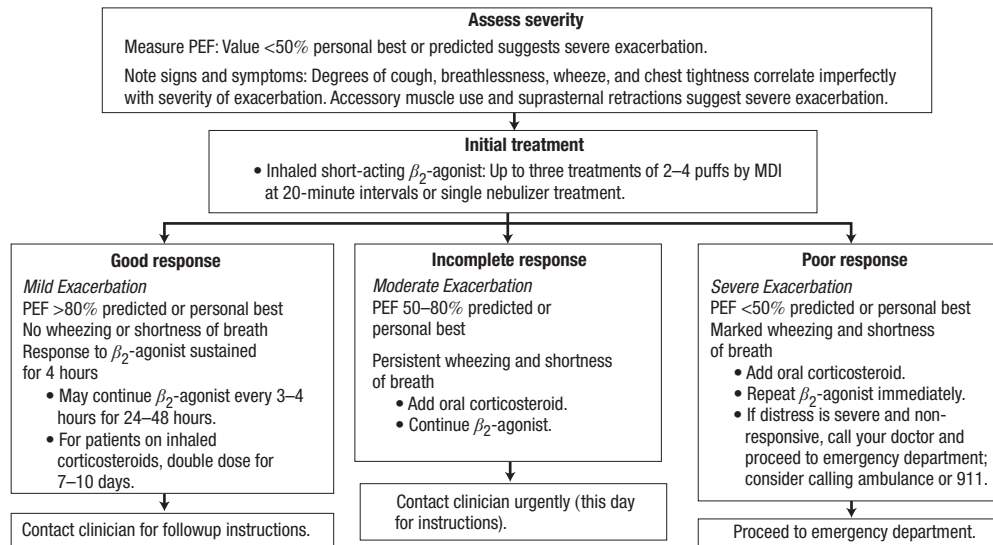 Assess severity
Measure PEF: Value <50% personal best or predicted suggests severe exacerbation.
Note signs and symptoms: Degrees of cough, breathlessness, wheeze, and chest tightness correlate imperfectly
with severity of exacerbation. Accessory muscle use and suprasternal retractions suggest severe exacerbation.
Initial treatment
• Inhaled short-acting β2-agonist: Up to three treatments of 2–4 puffs by MDI
at 20-minute intervals or single nebulizer treatment.
Good response
Mild Exacerbation
PEF >80% predicted or personal best
No wheezing or shortness of breath
Response to β2-agonist sustained
for 4 hours
• May continue β2-agonist every 3–4
hours for 24–48 hours.
• For patients on inhaled
corticosteroids, double dose for
7–10 days.
Contact clinician for followup instructions.
Incomplete response
Moderate Exacerbation
PEF 50–80% predicted or
personal best
Persistent wheezing and shortness
of breath
• Add oral corticosteroid.
• Continue β2-agonist.
Contact clinician urgently (this day
for instructions).
Poor response
Severe Exacerbation
PEF <50% predicted or personal best
Marked wheezing and shortness
of breath
• Add oral corticosteroid.
• Repeat β2-agonist immediately.
• If distress is severe and non-
responsive, call your doctor and
proceed to emergency department;
consider calling ambulance or 911.
Proceed to emergency department.